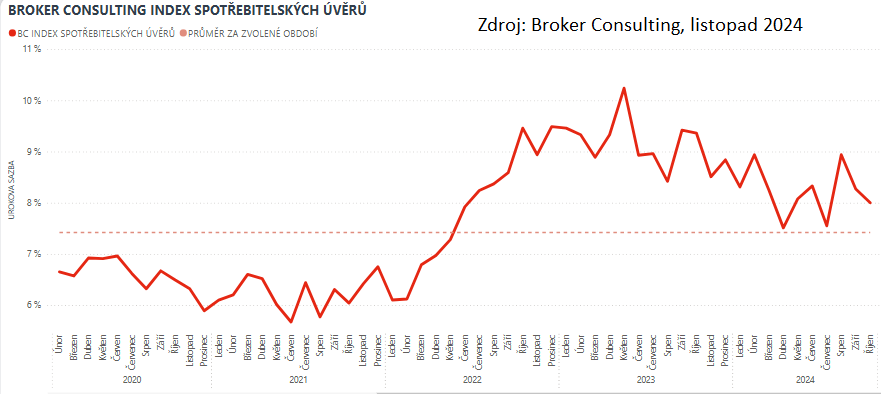 BROKER CONSULTING INDEX SPOTŘEBITELSKÝCH ÚVĚRŮ
Zdroj: Broker Consulting, listopad 2024
BC INDEX SPOTŘEBITELSKÝCH ÚVĚRŮ PRŮMĚR ZA ZVOLENÉ OBDOBÍ
11 %
10 %
9 %
8 %
7 %
6 %
ÚROKOVÁ SAZBA
Únor Březen Duben Květen Červen Červenec Srpen Září Říjen Listopad Prosinec Leden Únor Březen Duben Květen Červen Červenec Srpen Září Říjen Listopad Prosinec Leden Únor Březen Duben Květen Červen Červenec Srpen Září Říjen Listopad Prosinec Leden Únor Březen Duben Květen Červen Červenec Srpen Září Říjen Listopad Prosinec Leden Únor Březen Duben Květen Červen Červenec Srpen Září Říjen
2020 2021 2022 2023 2024